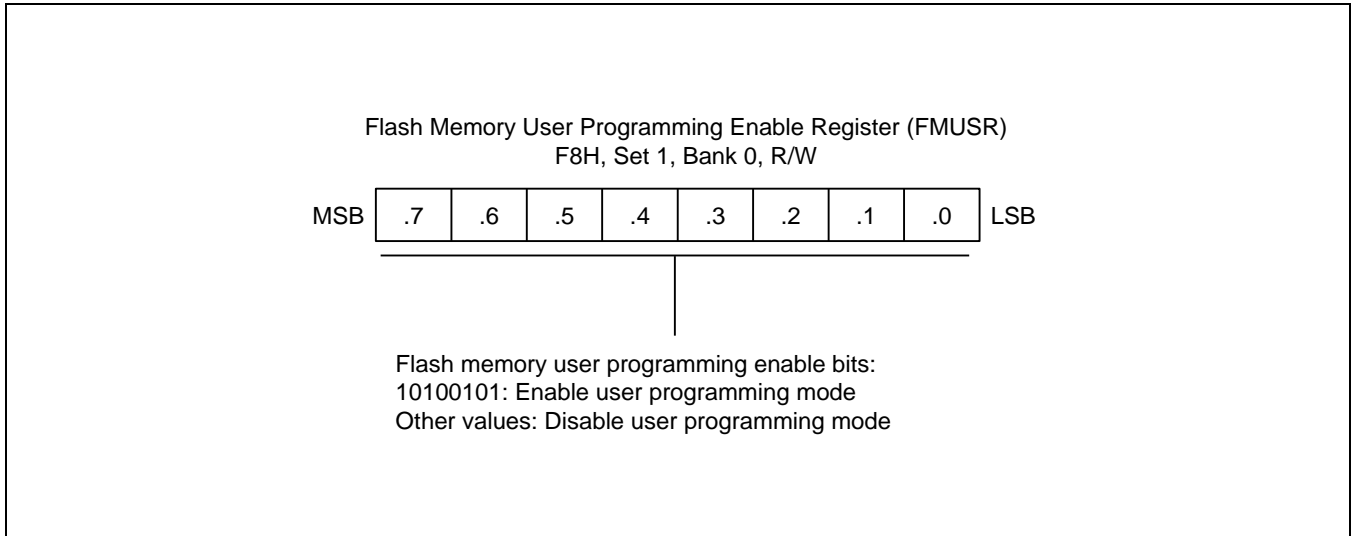 Flash Memory User Programming Enable Register (FMUSR)
F8H, Set 1, Bank 0, R/W
MSB .7 .6 .5 .4 .3 .2 .1 .0 LSB
Flash memory user programming enable bits:
10100101: Enable user programming mode
Other values: Disable user programming mode